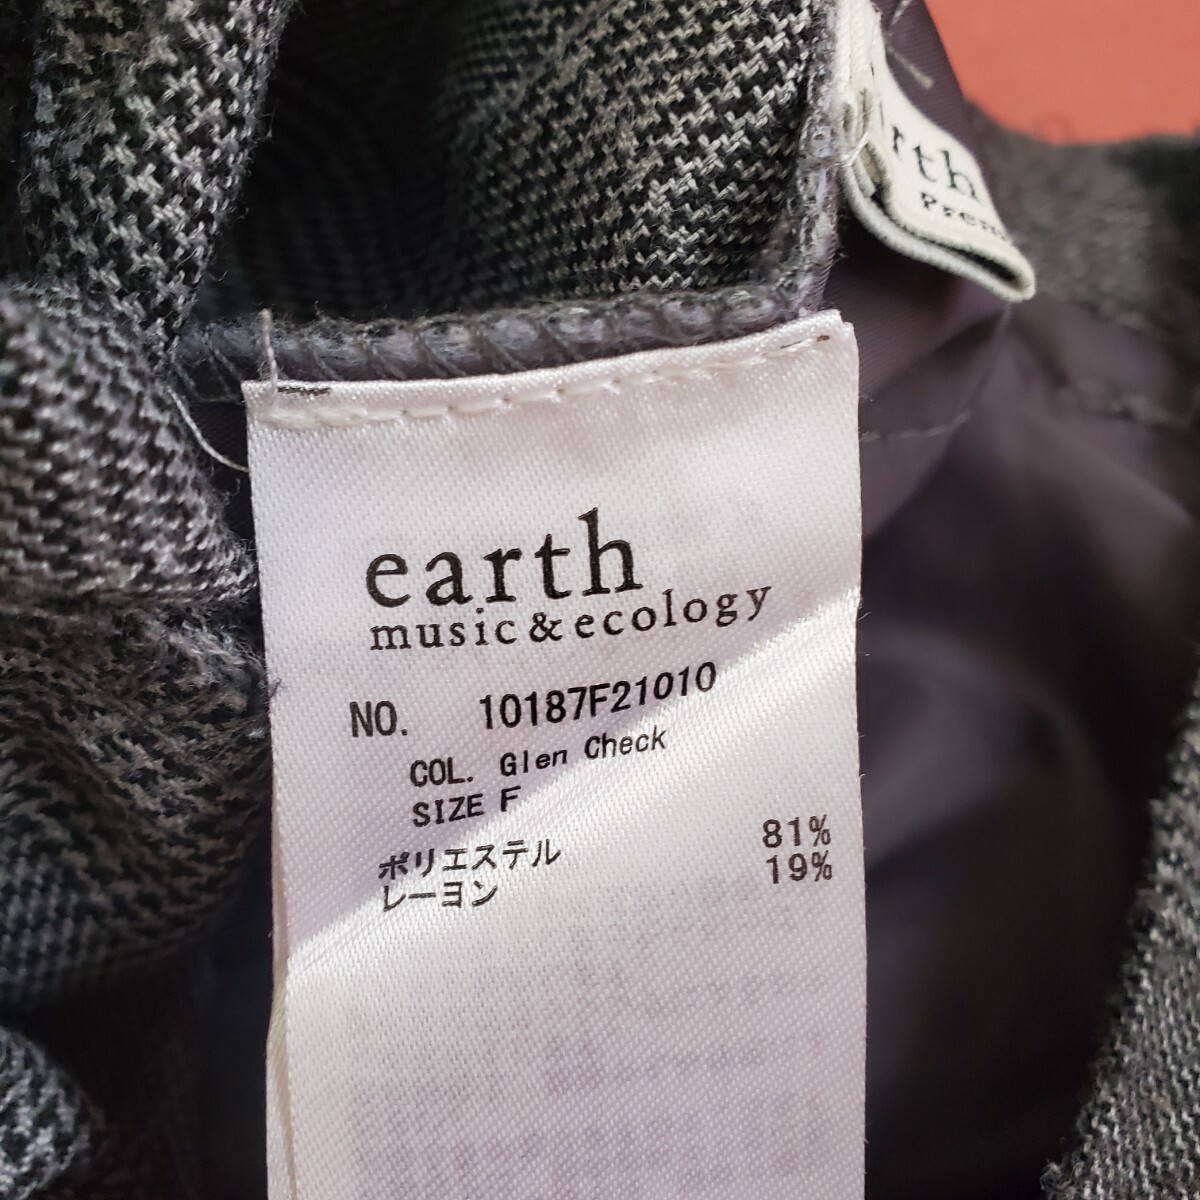 earth
music & ecology
NO. 10187F21010
COL. Glen Check
SIZE F
ポリエステル 81%
レーヨン 19%